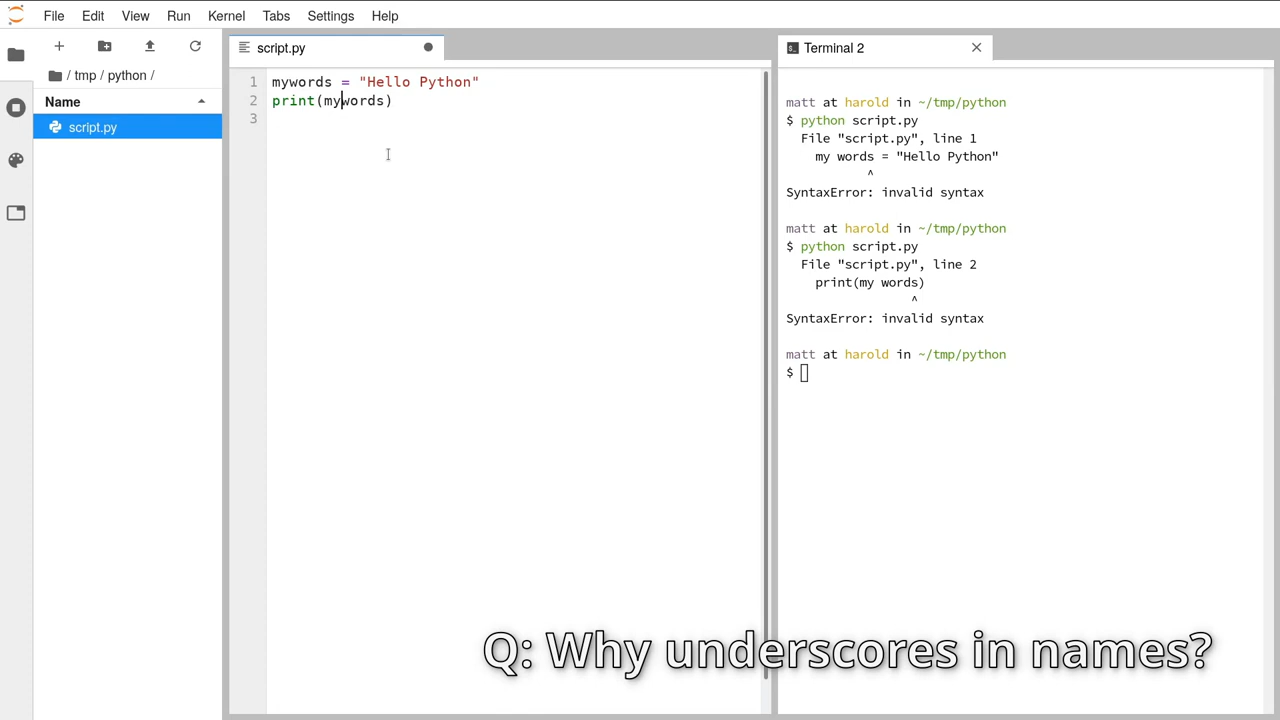 File Edit View Run Kernel Tabs Settings Help
/ tmp / python /
Name
script.py
script.py
1 mywords = "Hello Python"
2 print(mywords)
3
Terminal 2
matt at harold in ~/tmp/python
$ python script.py
File "script.py", line 1
my words = "Hello Python"
^
SyntaxError: invalid syntax
matt at harold in ~/tmp/python
$ python script.py
File "script.py", line 2
print(my words)
^
SyntaxError: invalid syntax
matt at harold in ~/tmp/python
$
Q: Why underscores in names?